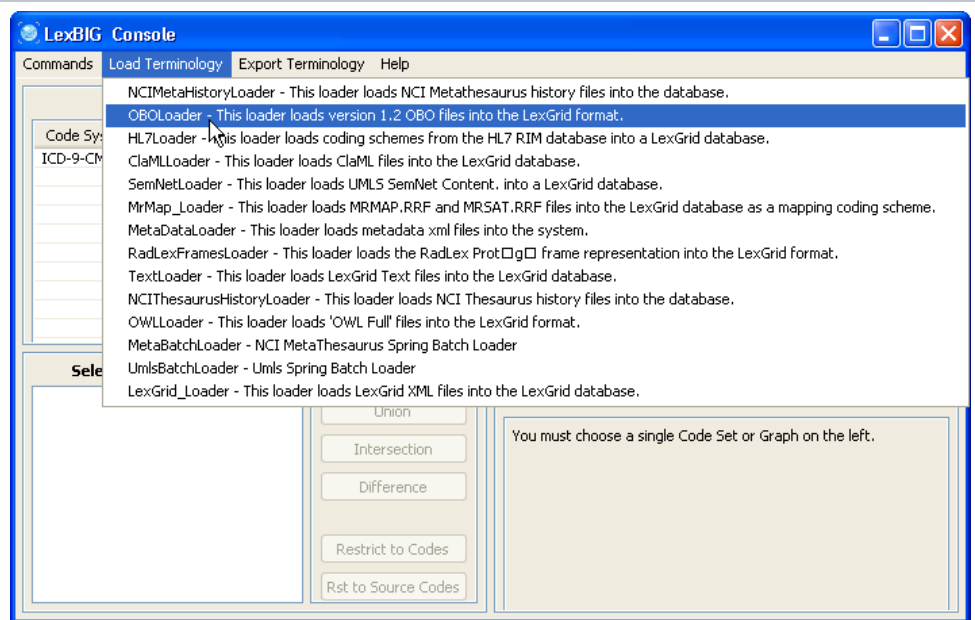 LexBIG Console
Commands Load Terminology Export Terminology Help
NCIMetaHistoryLoader - This loader loads NCI Metathesaurus history files into the database.
OBOLoader - This loader loads version 1.2 OBO files into the LexGrid format.
HL7Loader - This loader loads coding schemes from the HL7 RIM database into a LexGrid database.
ClaMLLoader - This loader loads ClaML files into the LexGrid database.
SemNetLoader - This loader loads UMLS SemNet Content. into a LexGrid database.
MrMap_Loader - This loader loads MRMAP.RRF and MRSAT.RRF files into the LexGrid database as a mapping coding scheme.
MetaDataLoader - This loader loads metadata xml files into the system.
RadLexFramesLoader - This loader loads the RadLex Prot□g□ frame representation into the LexGrid format.
TextLoader - This loader loads LexGrid Text files into the LexGrid database.
NCIThesaurusHistoryLoader - This loader loads NCI Thesaurus history files into the database.
OWLLoader - This loader loads 'OWL Full' files into the LexGrid format.
MetaBatchLoader - NCI MetaThesaurus Spring Batch Loader
UmlsBatchLoader - Umls Spring Batch Loader
LexGrid_Loader - This loader loads LexGrid XML files into the LexGrid database.
Code Sy
ICD-9-CM
Sele
Union
Intersection
Difference
Restrict to Codes
Rst to Source Codes
You must choose a single Code Set or Graph on the left.